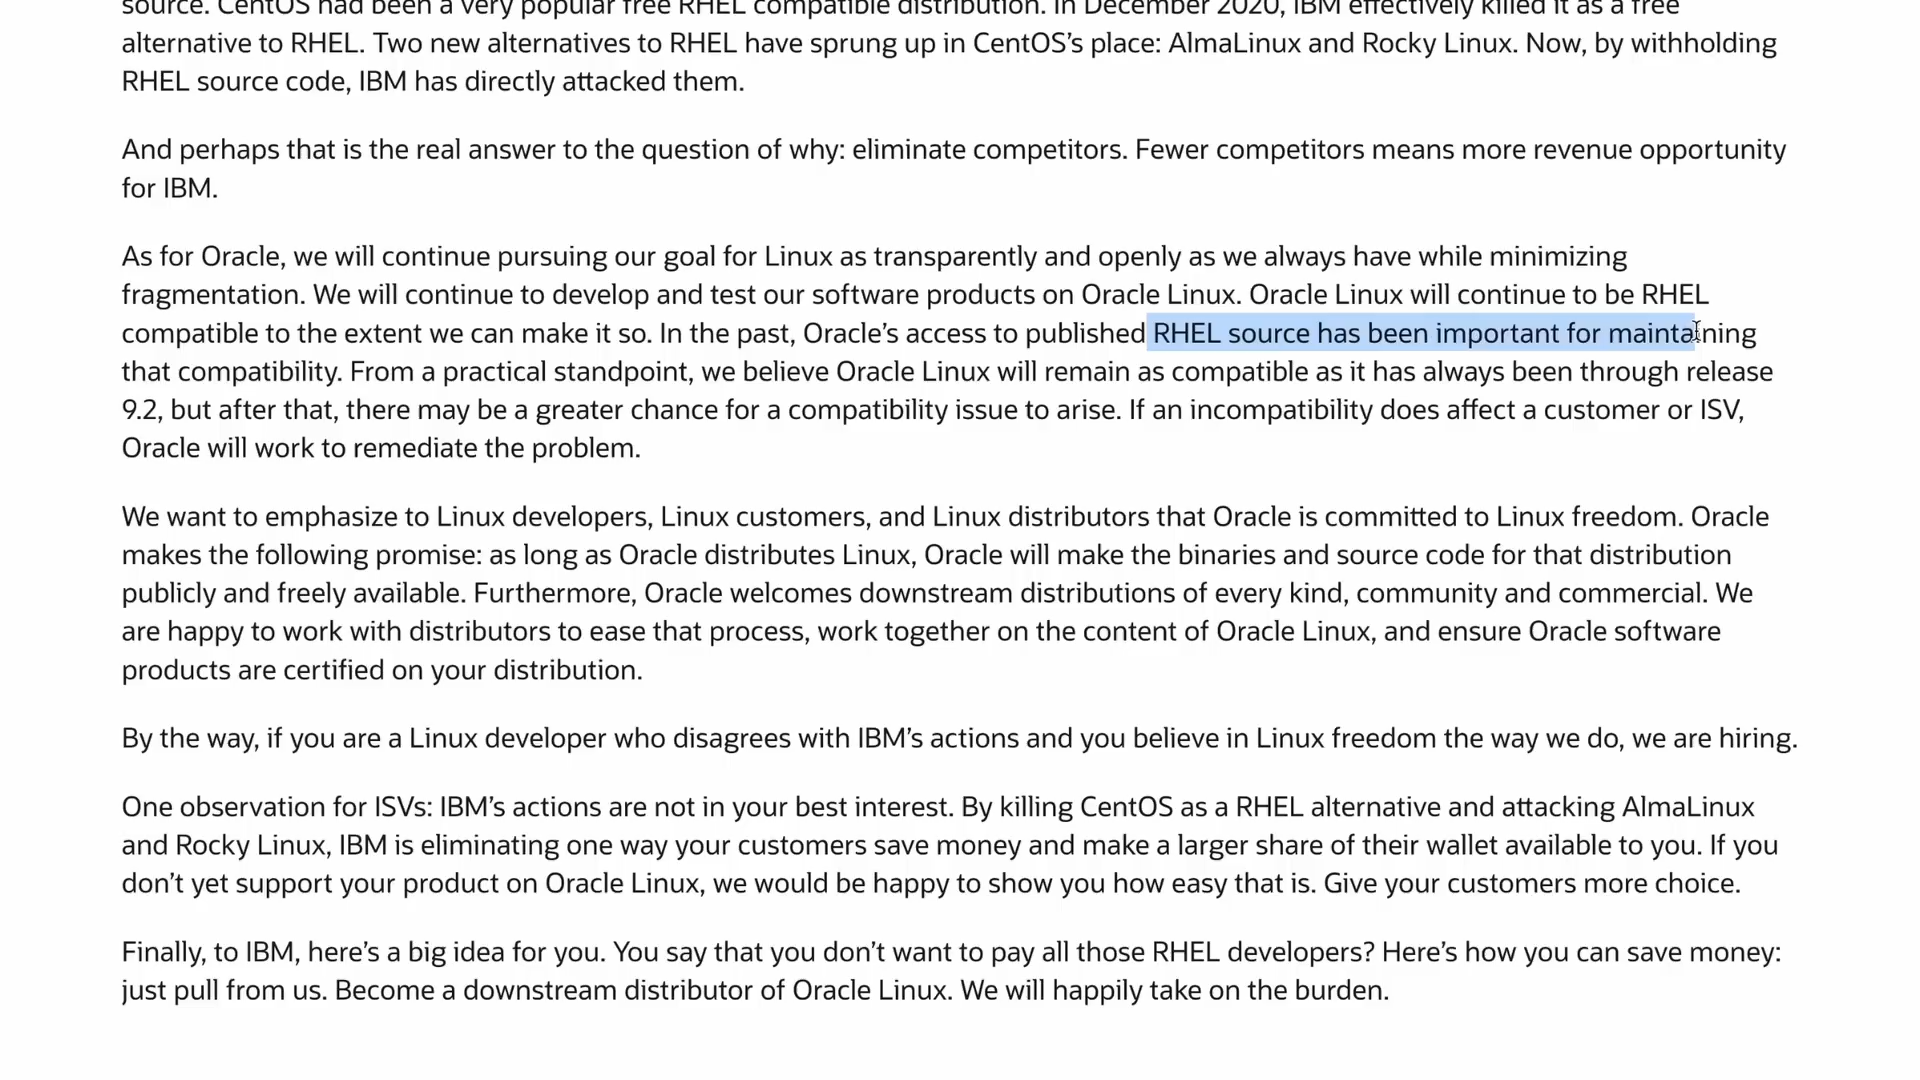 source. CentOS had been a very popular free RHEL compatible distribution. In December 2020, IBM effectively killed it as a free
alternative to RHEL. Two new alternatives to RHEL have sprung up in CentOS’s place: AlmaLinux and Rocky Linux. Now, by withholding
RHEL source code, IBM has directly attacked them.
And perhaps that is the real answer to the question of why: eliminate competitors. Fewer competitors means more revenue opportunity
for IBM.
As for Oracle, we will continue pursuing our goal for Linux as transparently and openly as we always have while minimizing
fragmentation. We will continue to develop and test our software products on Oracle Linux. Oracle Linux will continue to be RHEL
compatible to the extent we can make it so. In the past, Oracle’s access to published RHEL source has been important for maintaining
that compatibility. From a practical standpoint, we believe Oracle Linux will remain as compatible as it has always been through release
9.2, but after that, there may be a greater chance for a compatibility issue to arise. If an incompatibility does affect a customer or ISV,
Oracle will work to remediate the problem.
We want to emphasize to Linux developers, Linux customers, and Linux distributors that Oracle is committed to Linux freedom. Oracle
makes the following promise: as long as Oracle distributes Linux, Oracle will make the binaries and source code for that distribution
publicly and freely available. Furthermore, Oracle welcomes downstream distributions of every kind, community and commercial. We
are happy to work with distributors to ease that process, work together on the content of Oracle Linux, and ensure Oracle software
products are certified on your distribution.
By the way, if you are a Linux developer who disagrees with IBM’s actions and you believe in Linux freedom the way we do, we are hiring.
One observation for ISVs: IBM’s actions are not in your best interest. By killing CentOS as a RHEL alternative and attacking AlmaLinux
and Rocky Linux, IBM is eliminating one way your customers save money and make a larger share of their wallet available to you. If you
don’t yet support your product on Oracle Linux, we would be happy to show you how easy that is. Give your customers more choice.
Finally, to IBM, here’s a big idea for you. You say that you don’t want to pay all those RHEL developers? Here’s how you can save money:
just pull from us. Become a downstream distributor of Oracle Linux. We will happily take on the burden.